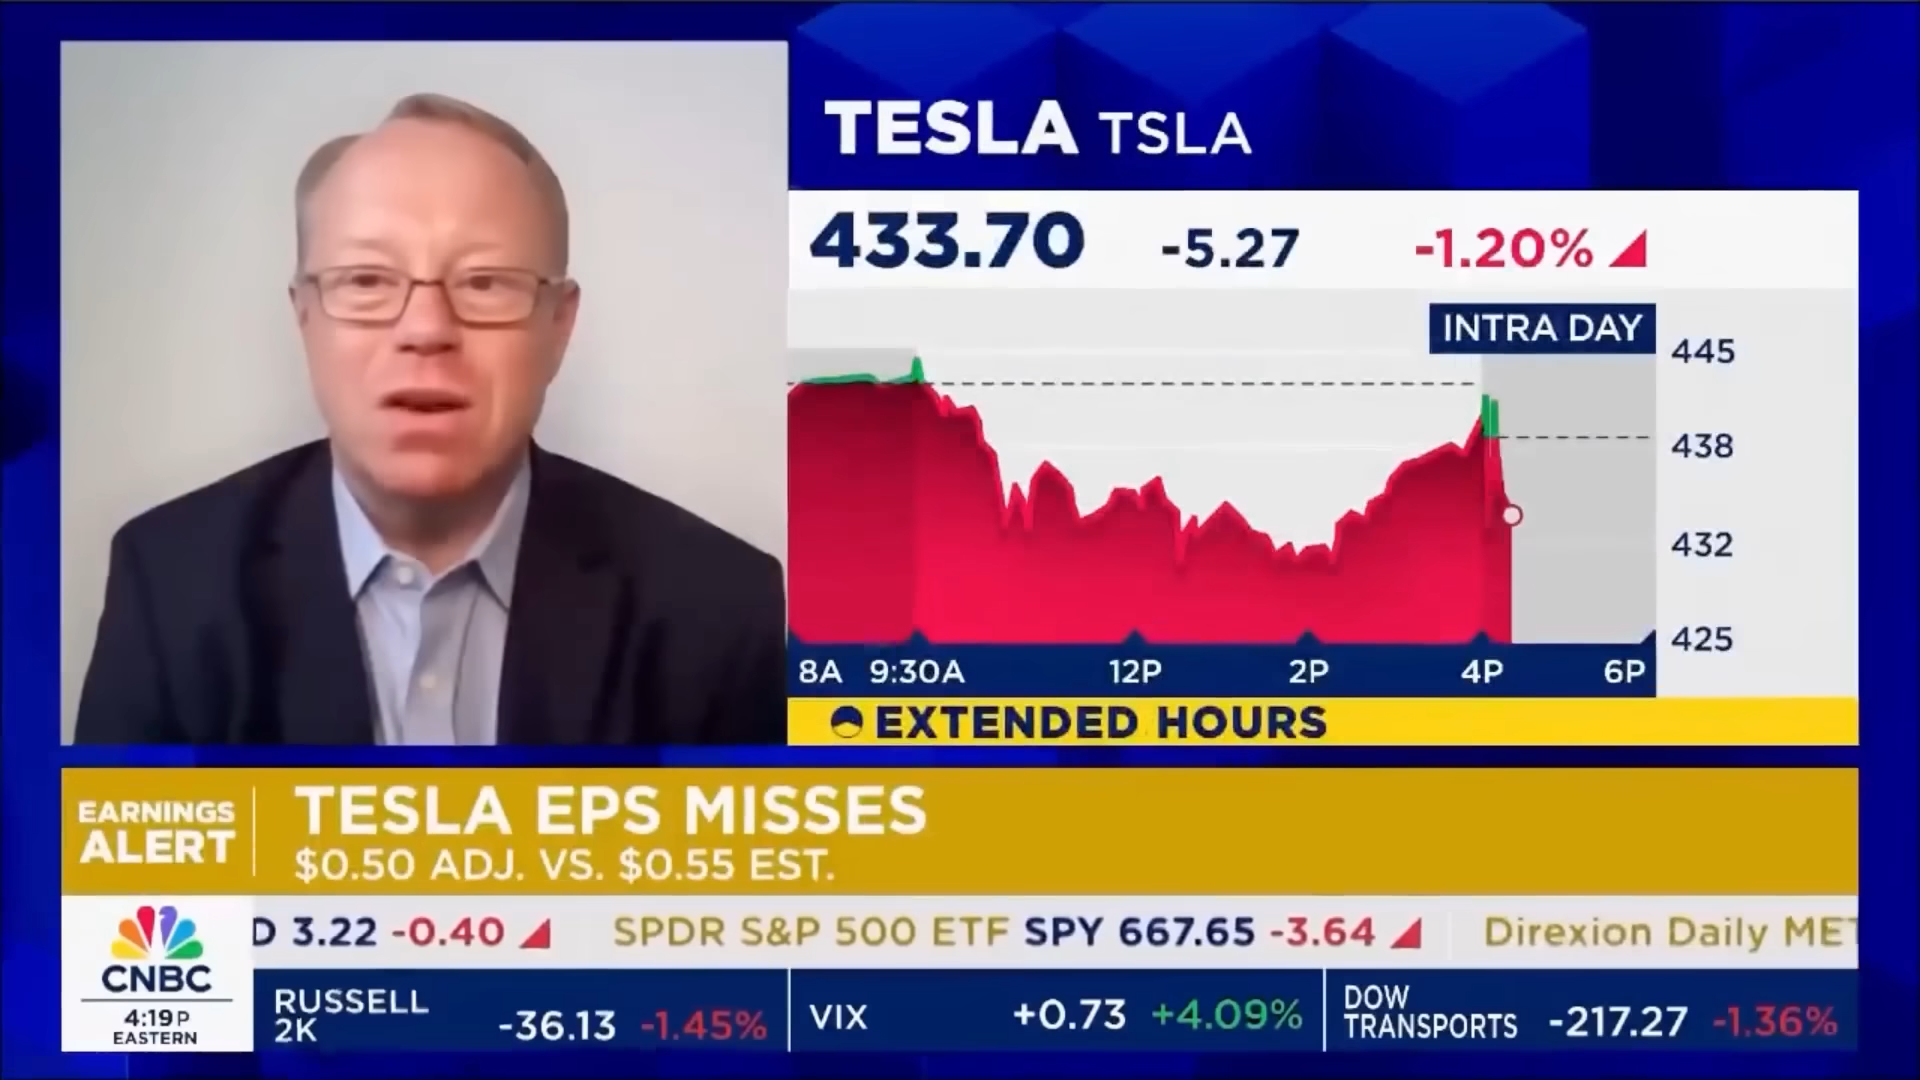 TESLA TSLA
433.70 -5.27 -1.20%
INTRA DAY
445
438
432
425
8A 9:30A 12P 2P 4P 6P
EXTENDED HOURS
EARNINGS
ALERT
TESLA EPS MISSES
$0.50 ADJ. VS. $0.55 EST.
D 3.22 -0.40 SPDR S&P 500 ETF SPY 667.65 -3.64 Direxion Daily MET
CNBC
4:19P
EASTERN
RUSSELL
2K -36.13 -1.45%
VIX +0.73 +4.09%
DOW
TRANSPORTS -217.27 -1.36%